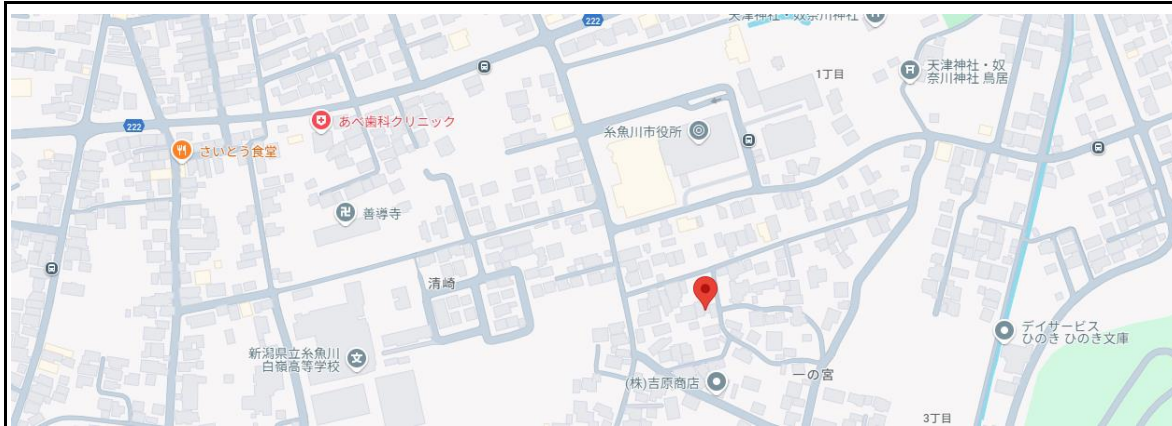 222
天津神社・奴奈川神社
1丁目
天津神社・奴
奈川神社 鳥居
あべ歯科クリニック
222
糸魚川市役所
さいとう食堂
善導寺
清崎
デイサービス
ひのき ひのき文庫
新潟県立糸魚川
白嶺高等学校
一の宮
(株)吉原商店
3丁目